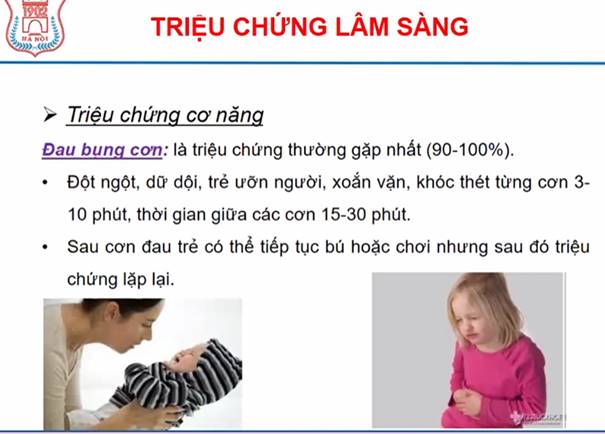 1902
HÀ NỘI
TRIỆU CHỨNG LÂM SÀNG
➢ Triệu chứng cơ năng
Đau bụng cơn: là triệu chứng thường gặp nhất (90-100%).
• Đột ngột, dữ dội, trẻ ưỡn người, xoắn vặn, khóc thét từng cơn 3-
10 phút, thời gian giữa các cơn 15-30 phút.
• Sau cơn đau trẻ có thể tiếp tục bú hoặc chơi nhưng sau đó triệu
chứng lặp lại.